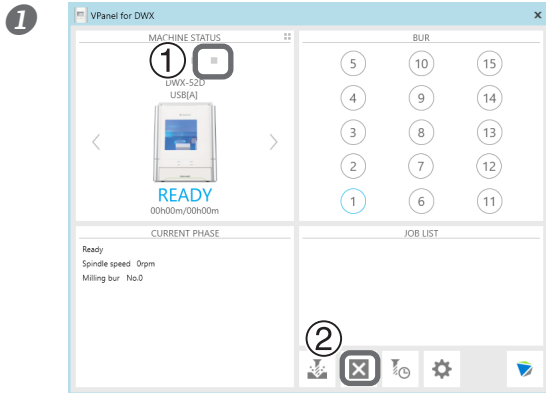 1
VPanel for DWX
x
MACHINE STATUS
1
DWX-52D
USB[A]
READY
00h00m/00h00m
BUR
5 10 15
4 9 14
3 8 13
2 7 12
1 6 11
CURRENT PHASE
Ready
Spindle speed 0rpm
Milling bur No.0
JOB LIST
2